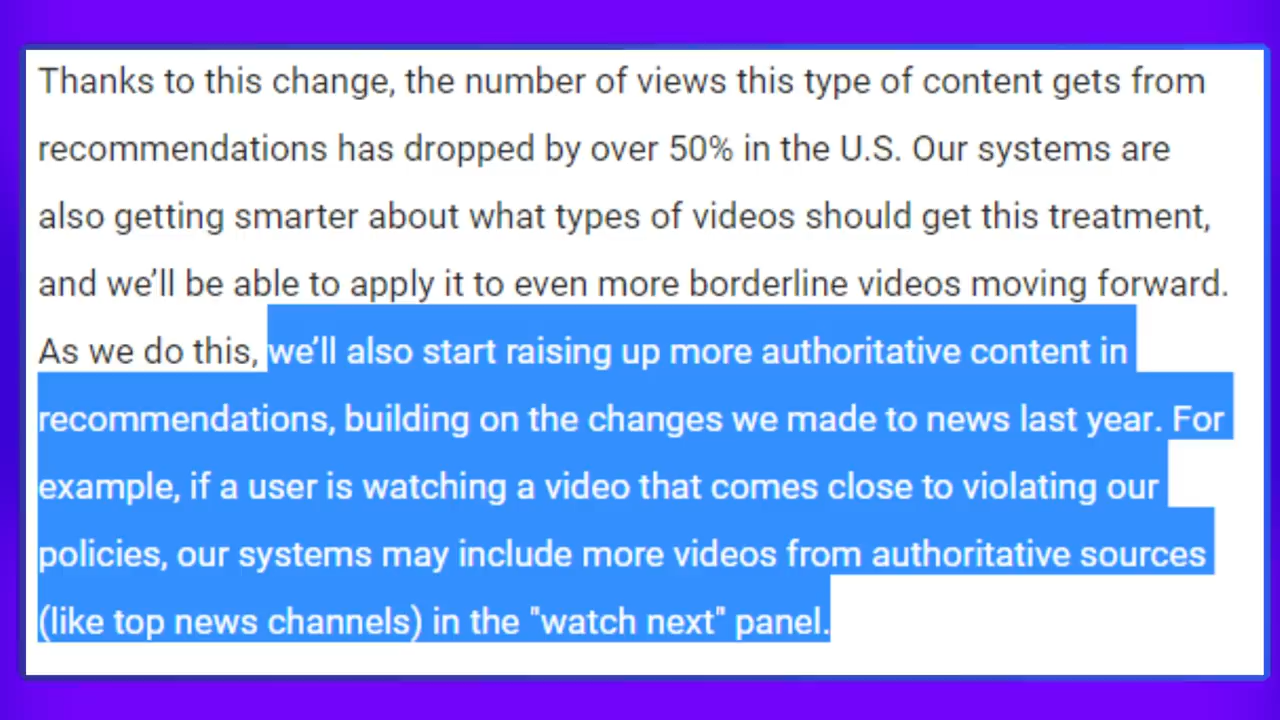 Thanks to this change, the number of views this type of content gets from
recommendations has dropped by over 50% in the U.S. Our systems are
also getting smarter about what types of videos should get this treatment,
and we’ll be able to apply it to even more borderline videos moving forward.
As we do this, we’ll also start raising up more authoritative content in
recommendations, building on the changes we made to news last year. For
example, if a user is watching a video that comes close to violating our
policies, our systems may include more videos from authoritative sources
(like top news channels) in the "watch next" panel.